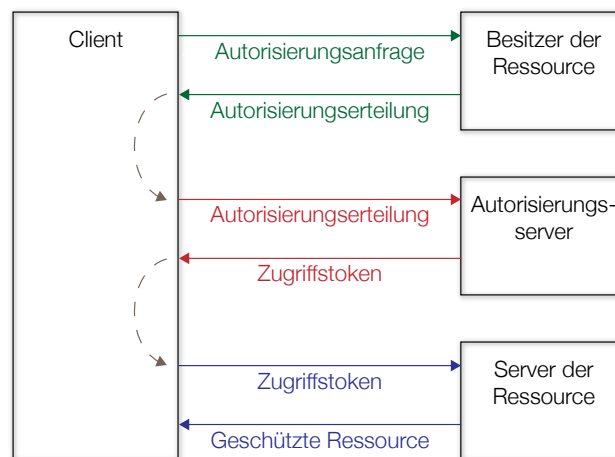 Client
Autorisierungsanfrage
Besitzer der
Ressource
Autorisierungserteilung
Autorisierungserteilung
Autorisierungs-
server
Zugriffstoken
Zugriffstoken
Server der
Ressource
Geschützte Ressource